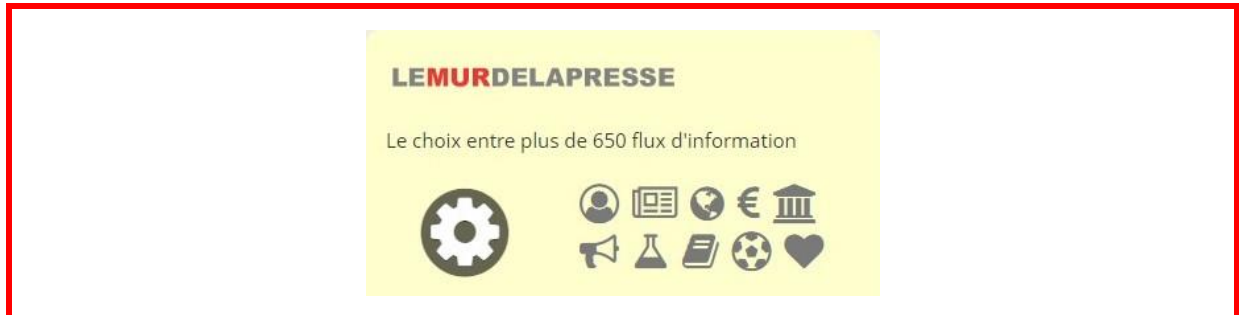 LEMURDELAPRESSE
Le choix entre plus de 650 flux d'information
€